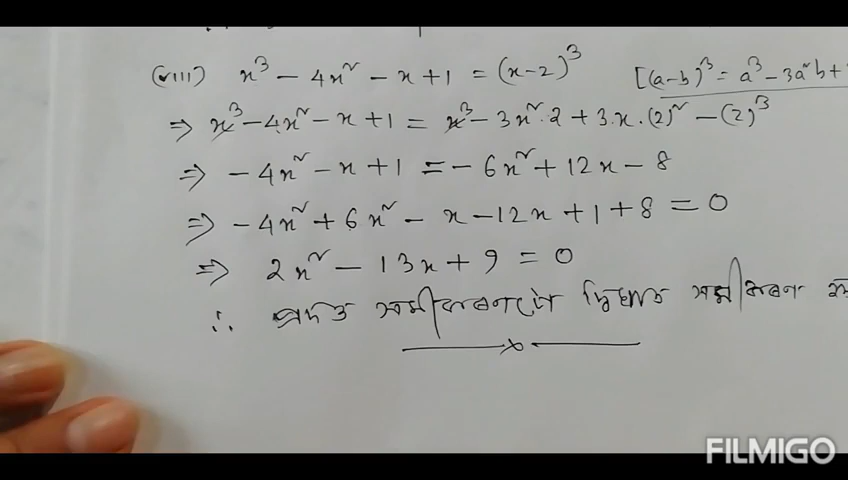 (viii) x³ - 4x² - x + 1 = (x-2)³ [(a-b)³ = a³ - 3a²b +
⇒ x³ - 4x² - x + 1 = x³ - 3x²·2 + 3·x·(2)² - (2)³
⇒ - 4x² - x + 1 = - 6x² + 12x - 8
⇒ - 4x² + 6x² - x - 12x + 1 + 8 = 0
⇒ 2x² - 13x + 9 = 0
∴ প্ৰদত্ত সমীকৰণটো দ্বিঘাত সমীকৰণ হয়
FILMIGO